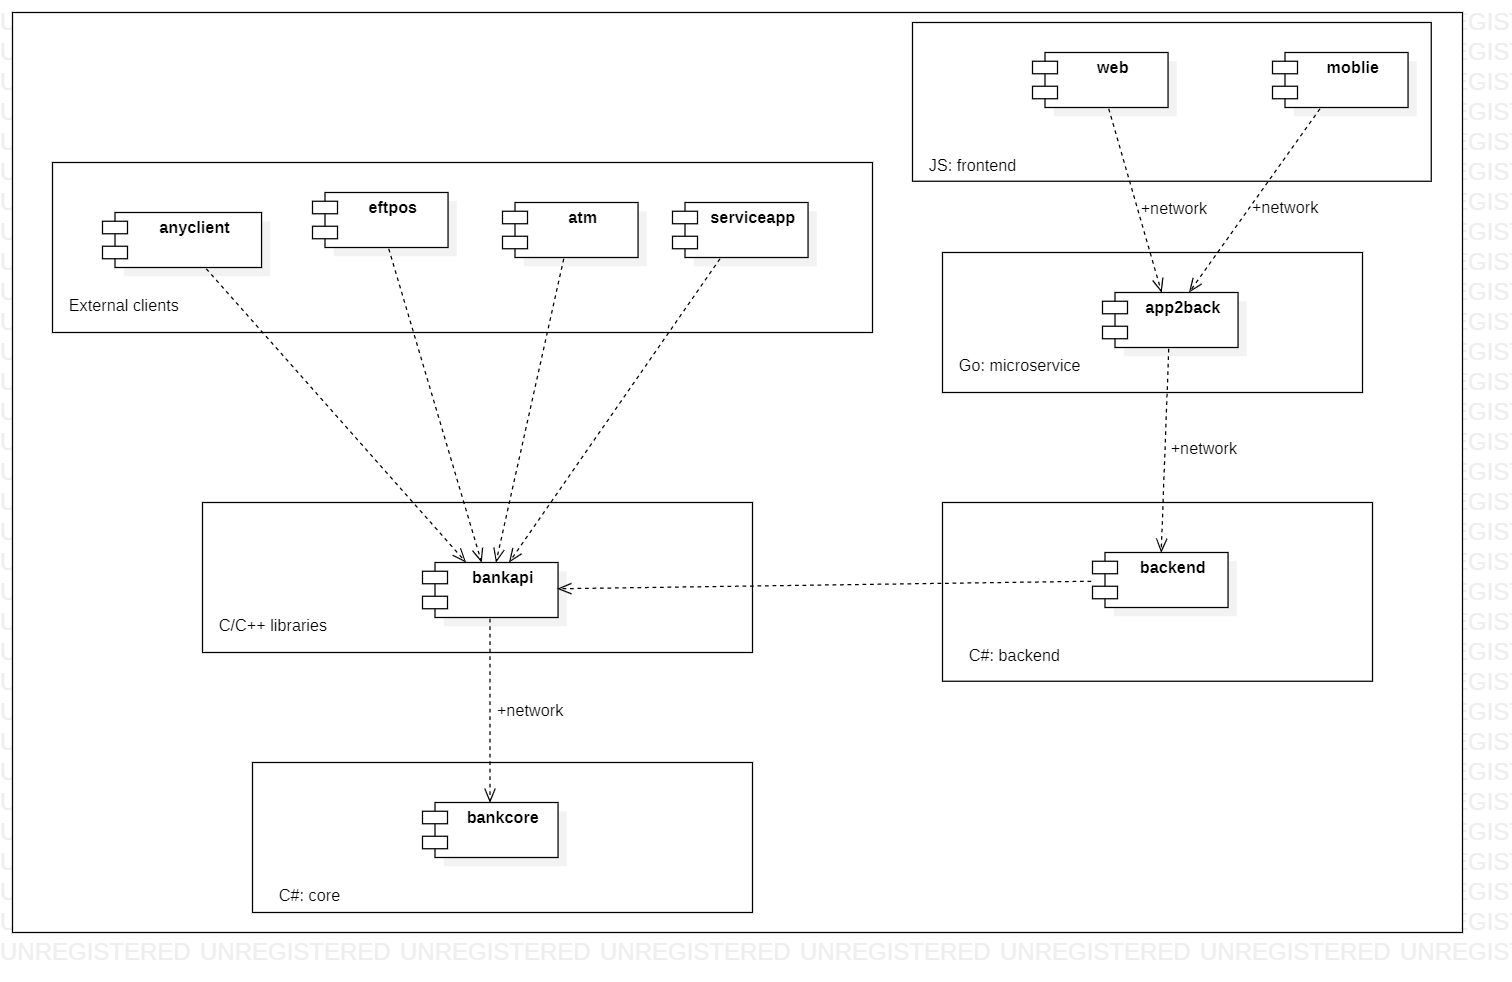 web
moblie
JS: frontend
+network
+network
anyclient
eftpos
atm
serviceapp
External clients
app2back
Go: microservice
+network
bankapi
C/C++ libraries
backend
C#: backend
+network
bankcore
C#: core
UNREGISTERED UNREGISTERED UNREGISTERED UNREGISTERED UNREGISTERED UNREGISTERED UNREGISTERED UNREGIS